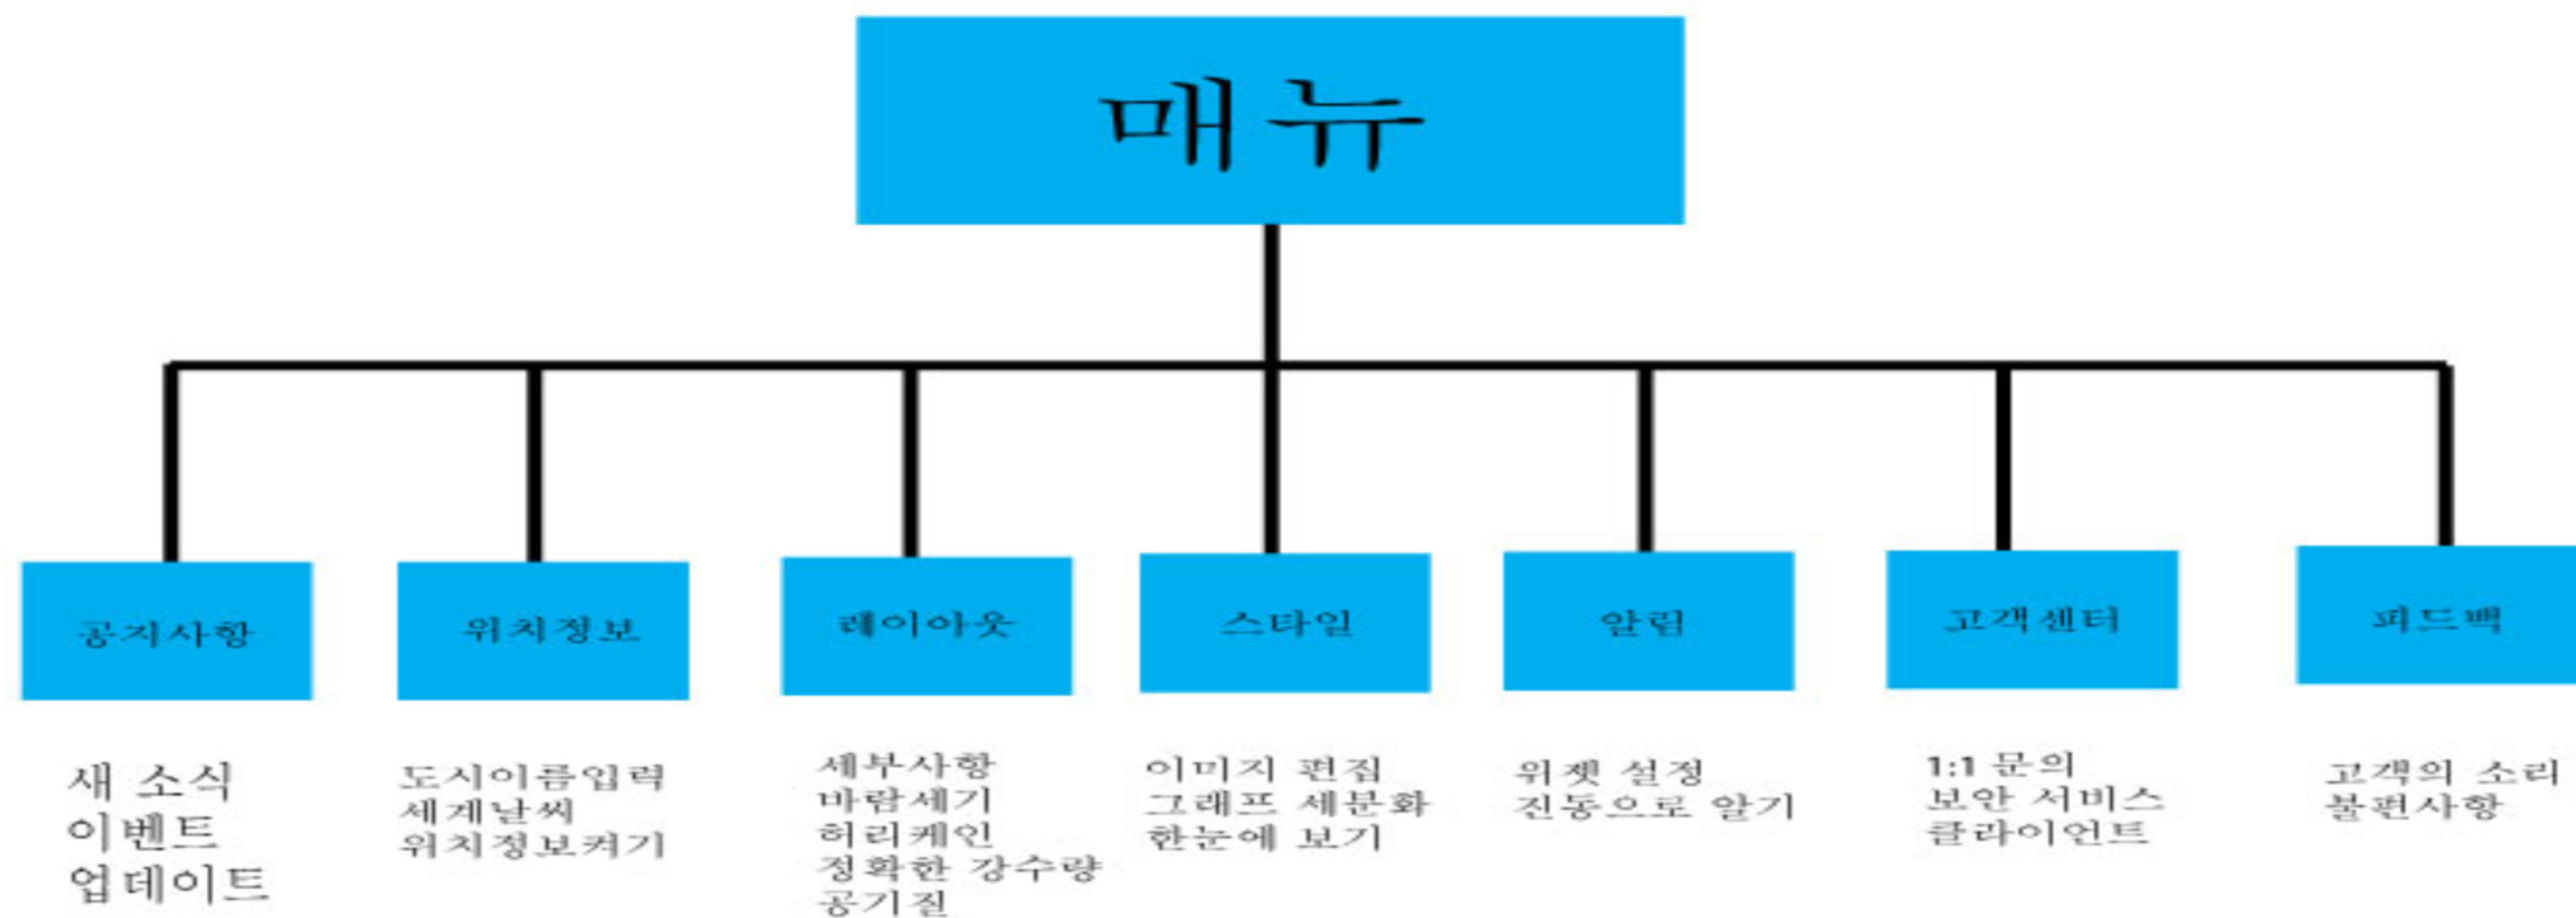 매뉴
공지사항
위치정보
레이아웃
스타일
알림
고객센터
피드백
새 소식
이벤트
업데이트
도시이름입력
세게날씨
위치정보켜기
세부사항
바람세기
허리케인
정확한 강수량
공기질
이미지 편집
그래프 세분화
한눈에 보기
위젯 설정
진동으로 알기
1:1 문의
보안 서비스
클라이언트
고객의 소리
불편사항